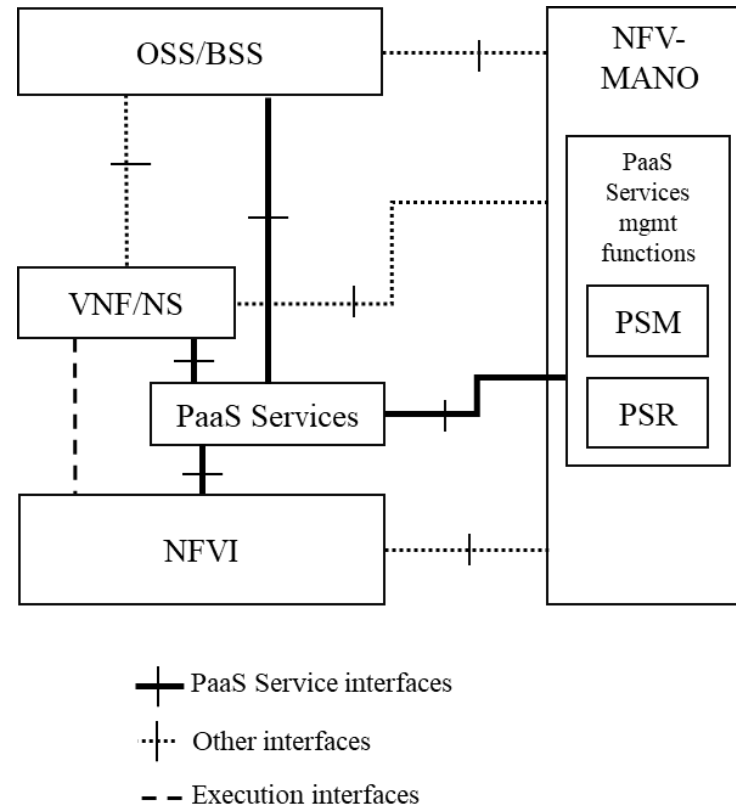 OSS/BSS
NFV-
MANO
PaaS
Services
mgmt
functions
VNF/NS
PSM
PaaS Services
PSR
NFVI
PaaS Service interfaces
Other interfaces
Execution interfaces